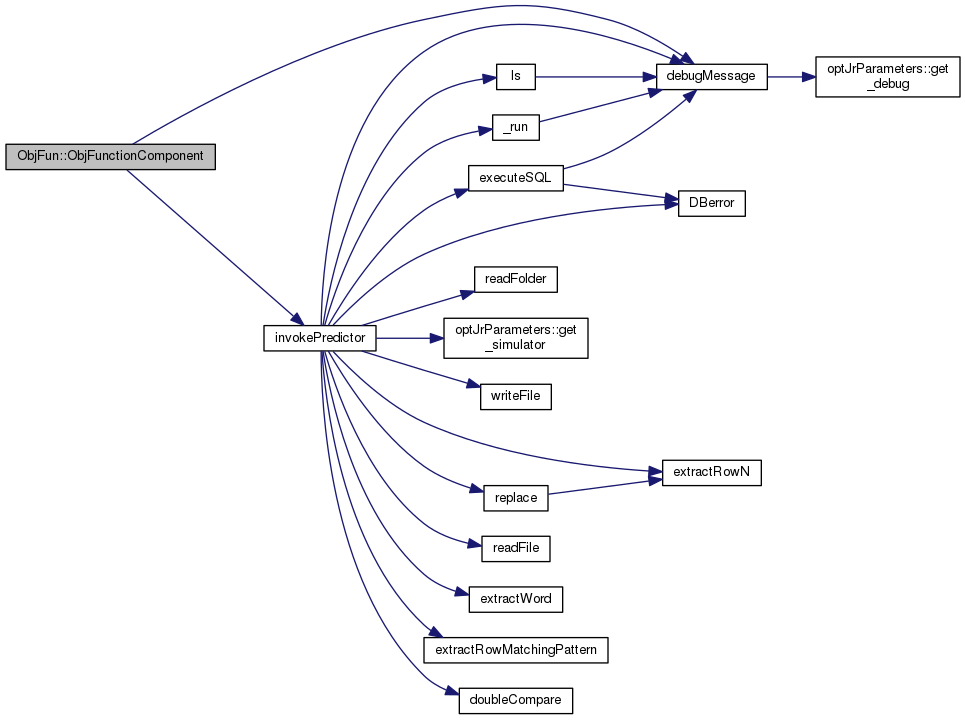 ObjFun::ObjFunctionComponent
invokePredictor
ls
_run
executeSQL
debugMessage
optJrParameters::get
_debug
DBerror
readFolder
optJrParameters::get
_simulator
writeFile
extractRowN
replace
readFile
extractWord
extractRowMatchingPattern
doubleCompare